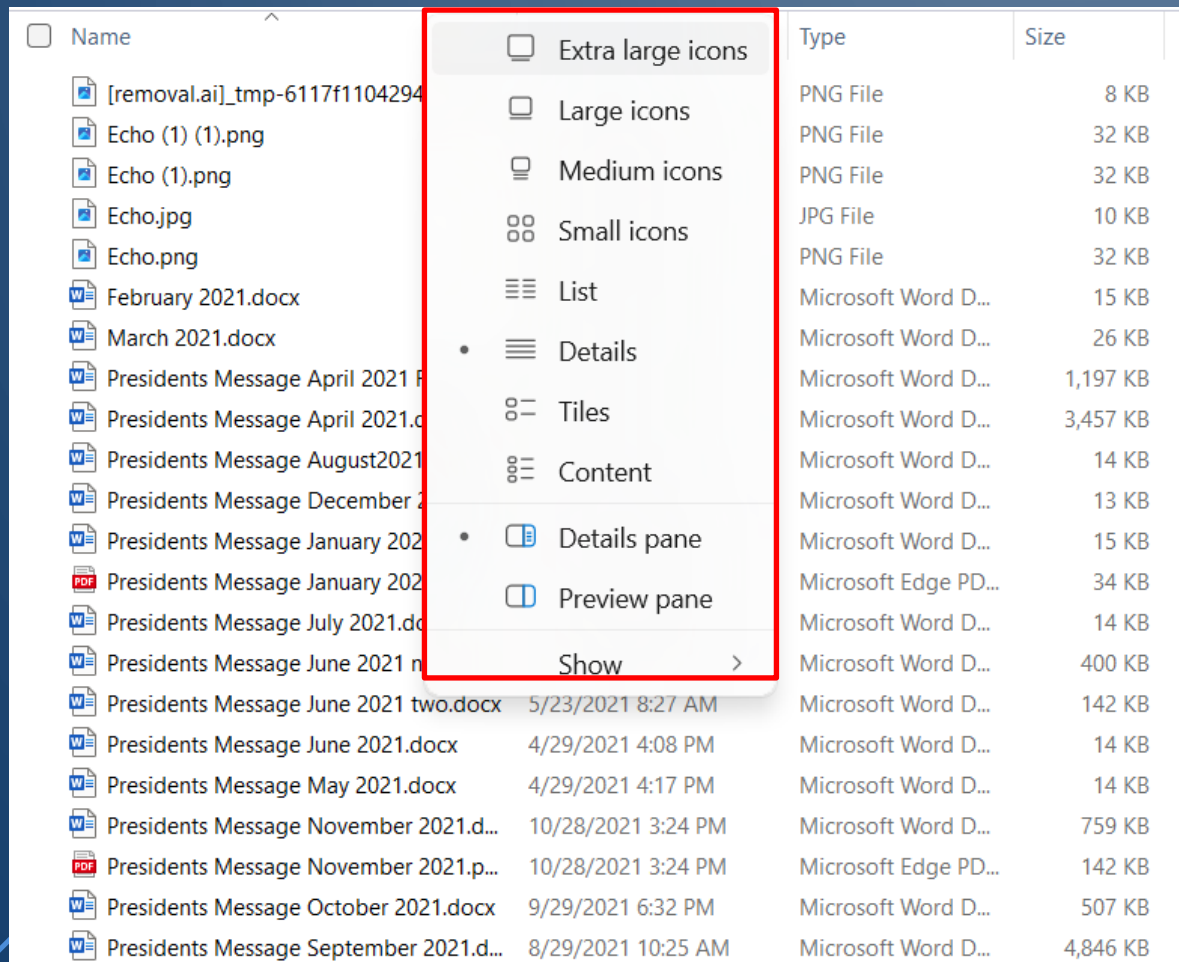 Name Type Size
[removal.ai]_tmp-6117f1104294 PNG File 8 KB
Echo (1) (1).png PNG File 32 KB
Echo (1).png PNG File 32 KB
Echo.jpg JPG File 10 KB
Echo.png PNG File 32 KB
February 2021.docx Microsoft Word D... 15 KB
March 2021.docx Microsoft Word D... 26 KB
Presidents Message April 2021 Microsoft Word D... 1,197 KB
Presidents Message April 2021.d Microsoft Word D... 3,457 KB
Presidents Message August2021 Microsoft Word D... 14 KB
Presidents Message December 2 Microsoft Word D... 13 KB
Presidents Message January 202 Microsoft Word D... 15 KB
Presidents Message January 202 Microsoft Edge PD... 34 KB
Presidents Message July 2021.do Microsoft Word D... 14 KB
Presidents Message June 2021 Microsoft Word D... 400 KB
Presidents Message June 2021 two.docx 5/23/2021 8:27 AM Microsoft Word D... 142 KB
Presidents Message June 2021.docx 4/29/2021 4:08 PM Microsoft Word D... 14 KB
Presidents Message May 2021.docx 4/29/2021 4:17 PM Microsoft Word D... 14 KB
Presidents Message November 2021.d... 10/28/2021 3:24 PM Microsoft Word D... 759 KB
Presidents Message November 2021.p... 10/28/2021 3:24 PM Microsoft Edge PD... 142 KB
Presidents Message October 2021.docx 9/29/2021 6:32 PM Microsoft Word D... 507 KB
Presidents Message September 2021.d... 8/29/2021 10:25 AM Microsoft Word D... 4,846 KB
Extra large icons
Large icons
Medium icons
Small icons
List
Details
Tiles
Content
Details pane
Preview pane
Show